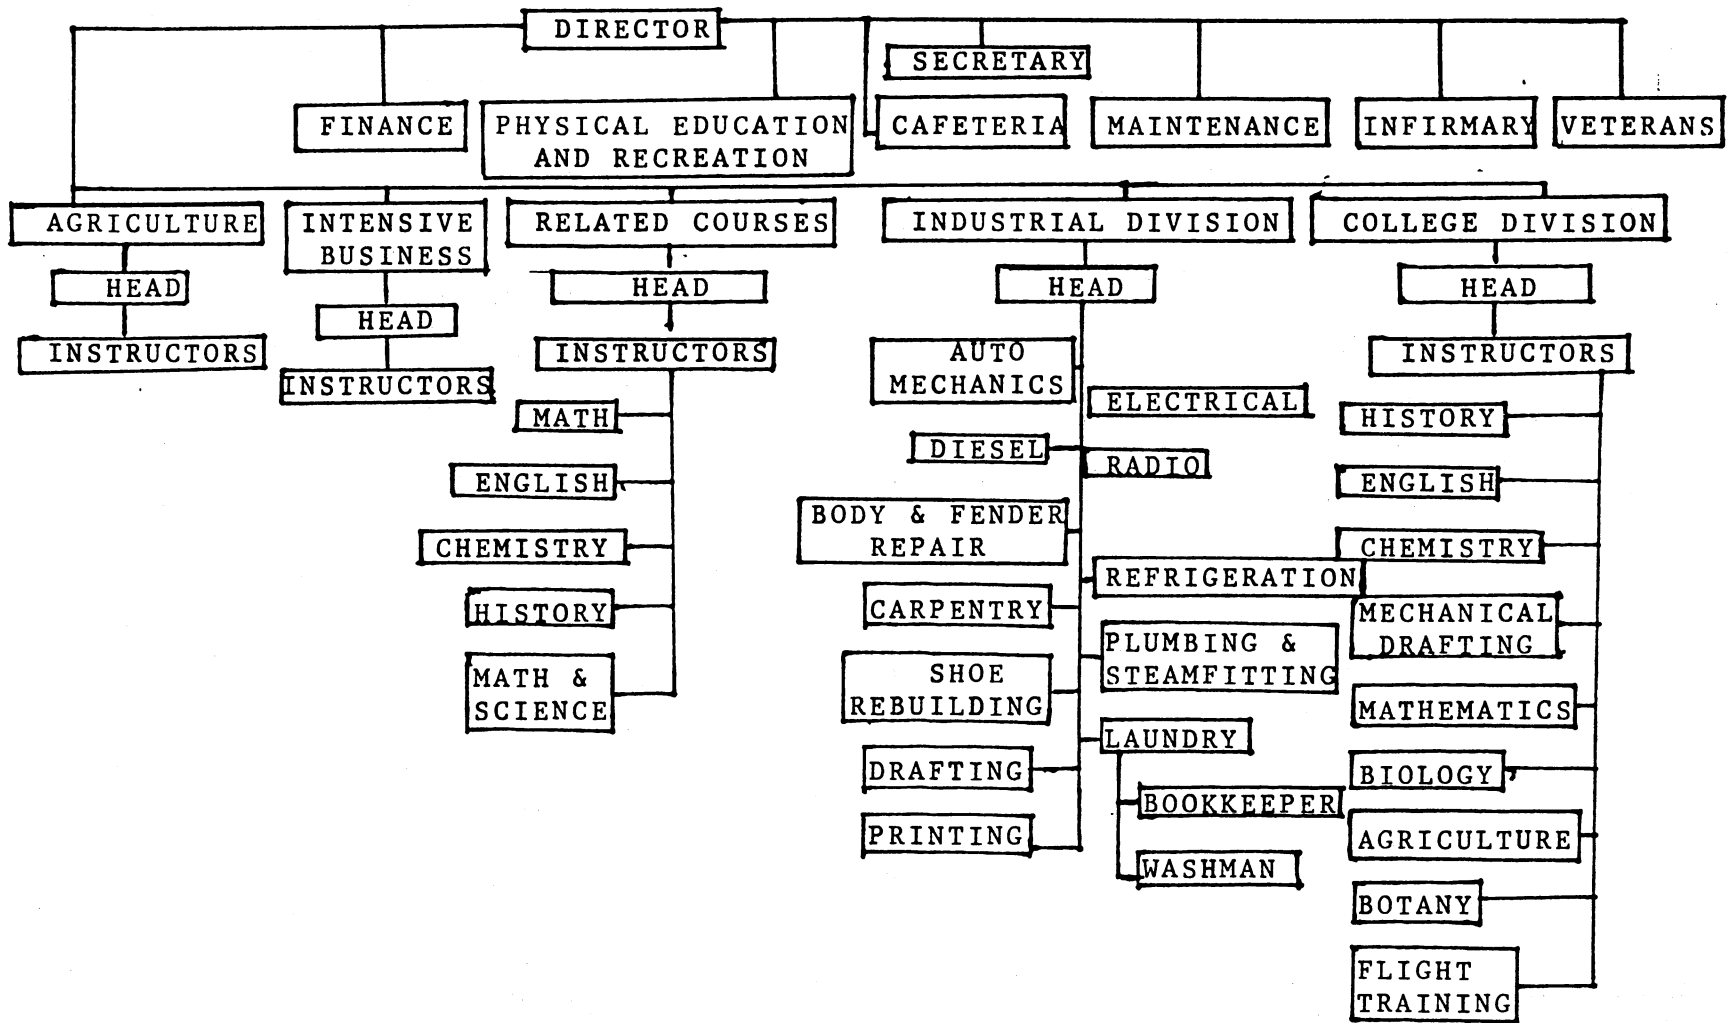 DIRECTOR
SECRETARY
FINANCE
PHYSICAL EDUCATION
AND RECREATION
CAFETERIA
MAINTENANCE
INFIRMARY
VETERANS
AGRICULTURE
HEAD
INSTRUCTORS
INTENSIVE
BUSINESS
HEAD
INSTRUCTORS
RELATED COURSES
HEAD
INSTRUCTORS
MATH
ENGLISH
CHEMISTRY
HISTORY
MATH &
SCIENCE
INDUSTRIAL DIVISION
HEAD
AUTO
MECHANICS
ELECTRICAL
DIESEL
RADIO
BODY & FENDER
REPAIR
REFRIGERATION
CARPENTRY
PLUMBING &
STEAMFITTING
SHOE
REBUILDING
LAUNDRY
DRAFTING
BOOKKEEPER
PRINTING
WASHMAN
COLLEGE DIVISION
HEAD
INSTRUCTORS
HISTORY
ENGLISH
CHEMISTRY
MECHANICAL
DRAFTING
MATHEMATICS
BIOLOGY
AGRICULTURE
BOTANY
FLIGHT
TRAINING